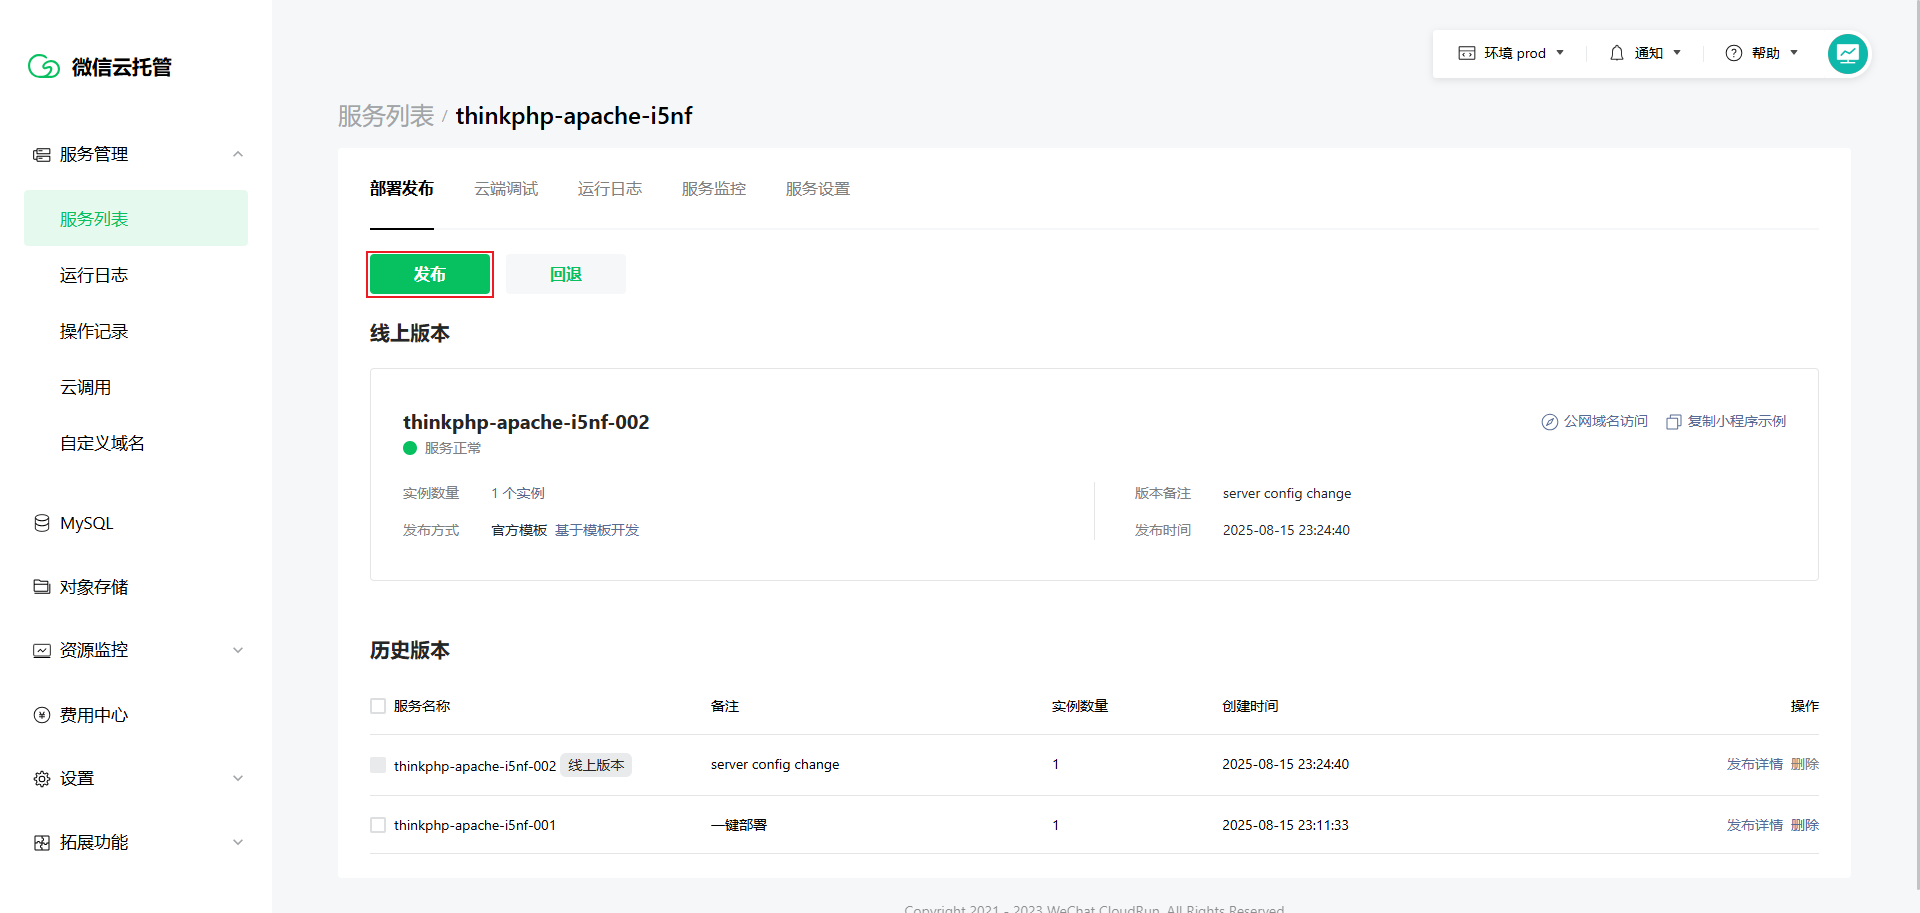 微信云托管
环境 prod
通知
帮助
服务管理
服务列表
运行日志
操作记录
云调用
自定义域名
MySQL
对象存储
资源监控
费用中心
设置
拓展功能
服务列表 / thinkphp-apache-i5nf
部署发布 云端调试 运行日志 服务监控 服务设置
发布 回退
线上版本
thinkphp-apache-i5nf-002
公网域名访问 复制小程序示例
服务正常
实例数量 1 个实例
版本备注 server config change
发布方式 官方模板 基于模板开发
发布时间 2025-08-15 23:24:40
历史版本
服务名称 备注 实例数量 创建时间 操作
thinkphp-apache-i5nf-002 线上版本 server config change 1 2025-08-15 23:24:40 发布详情 删除
thinkphp-apache-i5nf-001 一键部署 1 2025-08-15 23:11:33 发布详情 删除
Copyright 2021 - 2023 WeChat CloudRun. All Rights Reserved